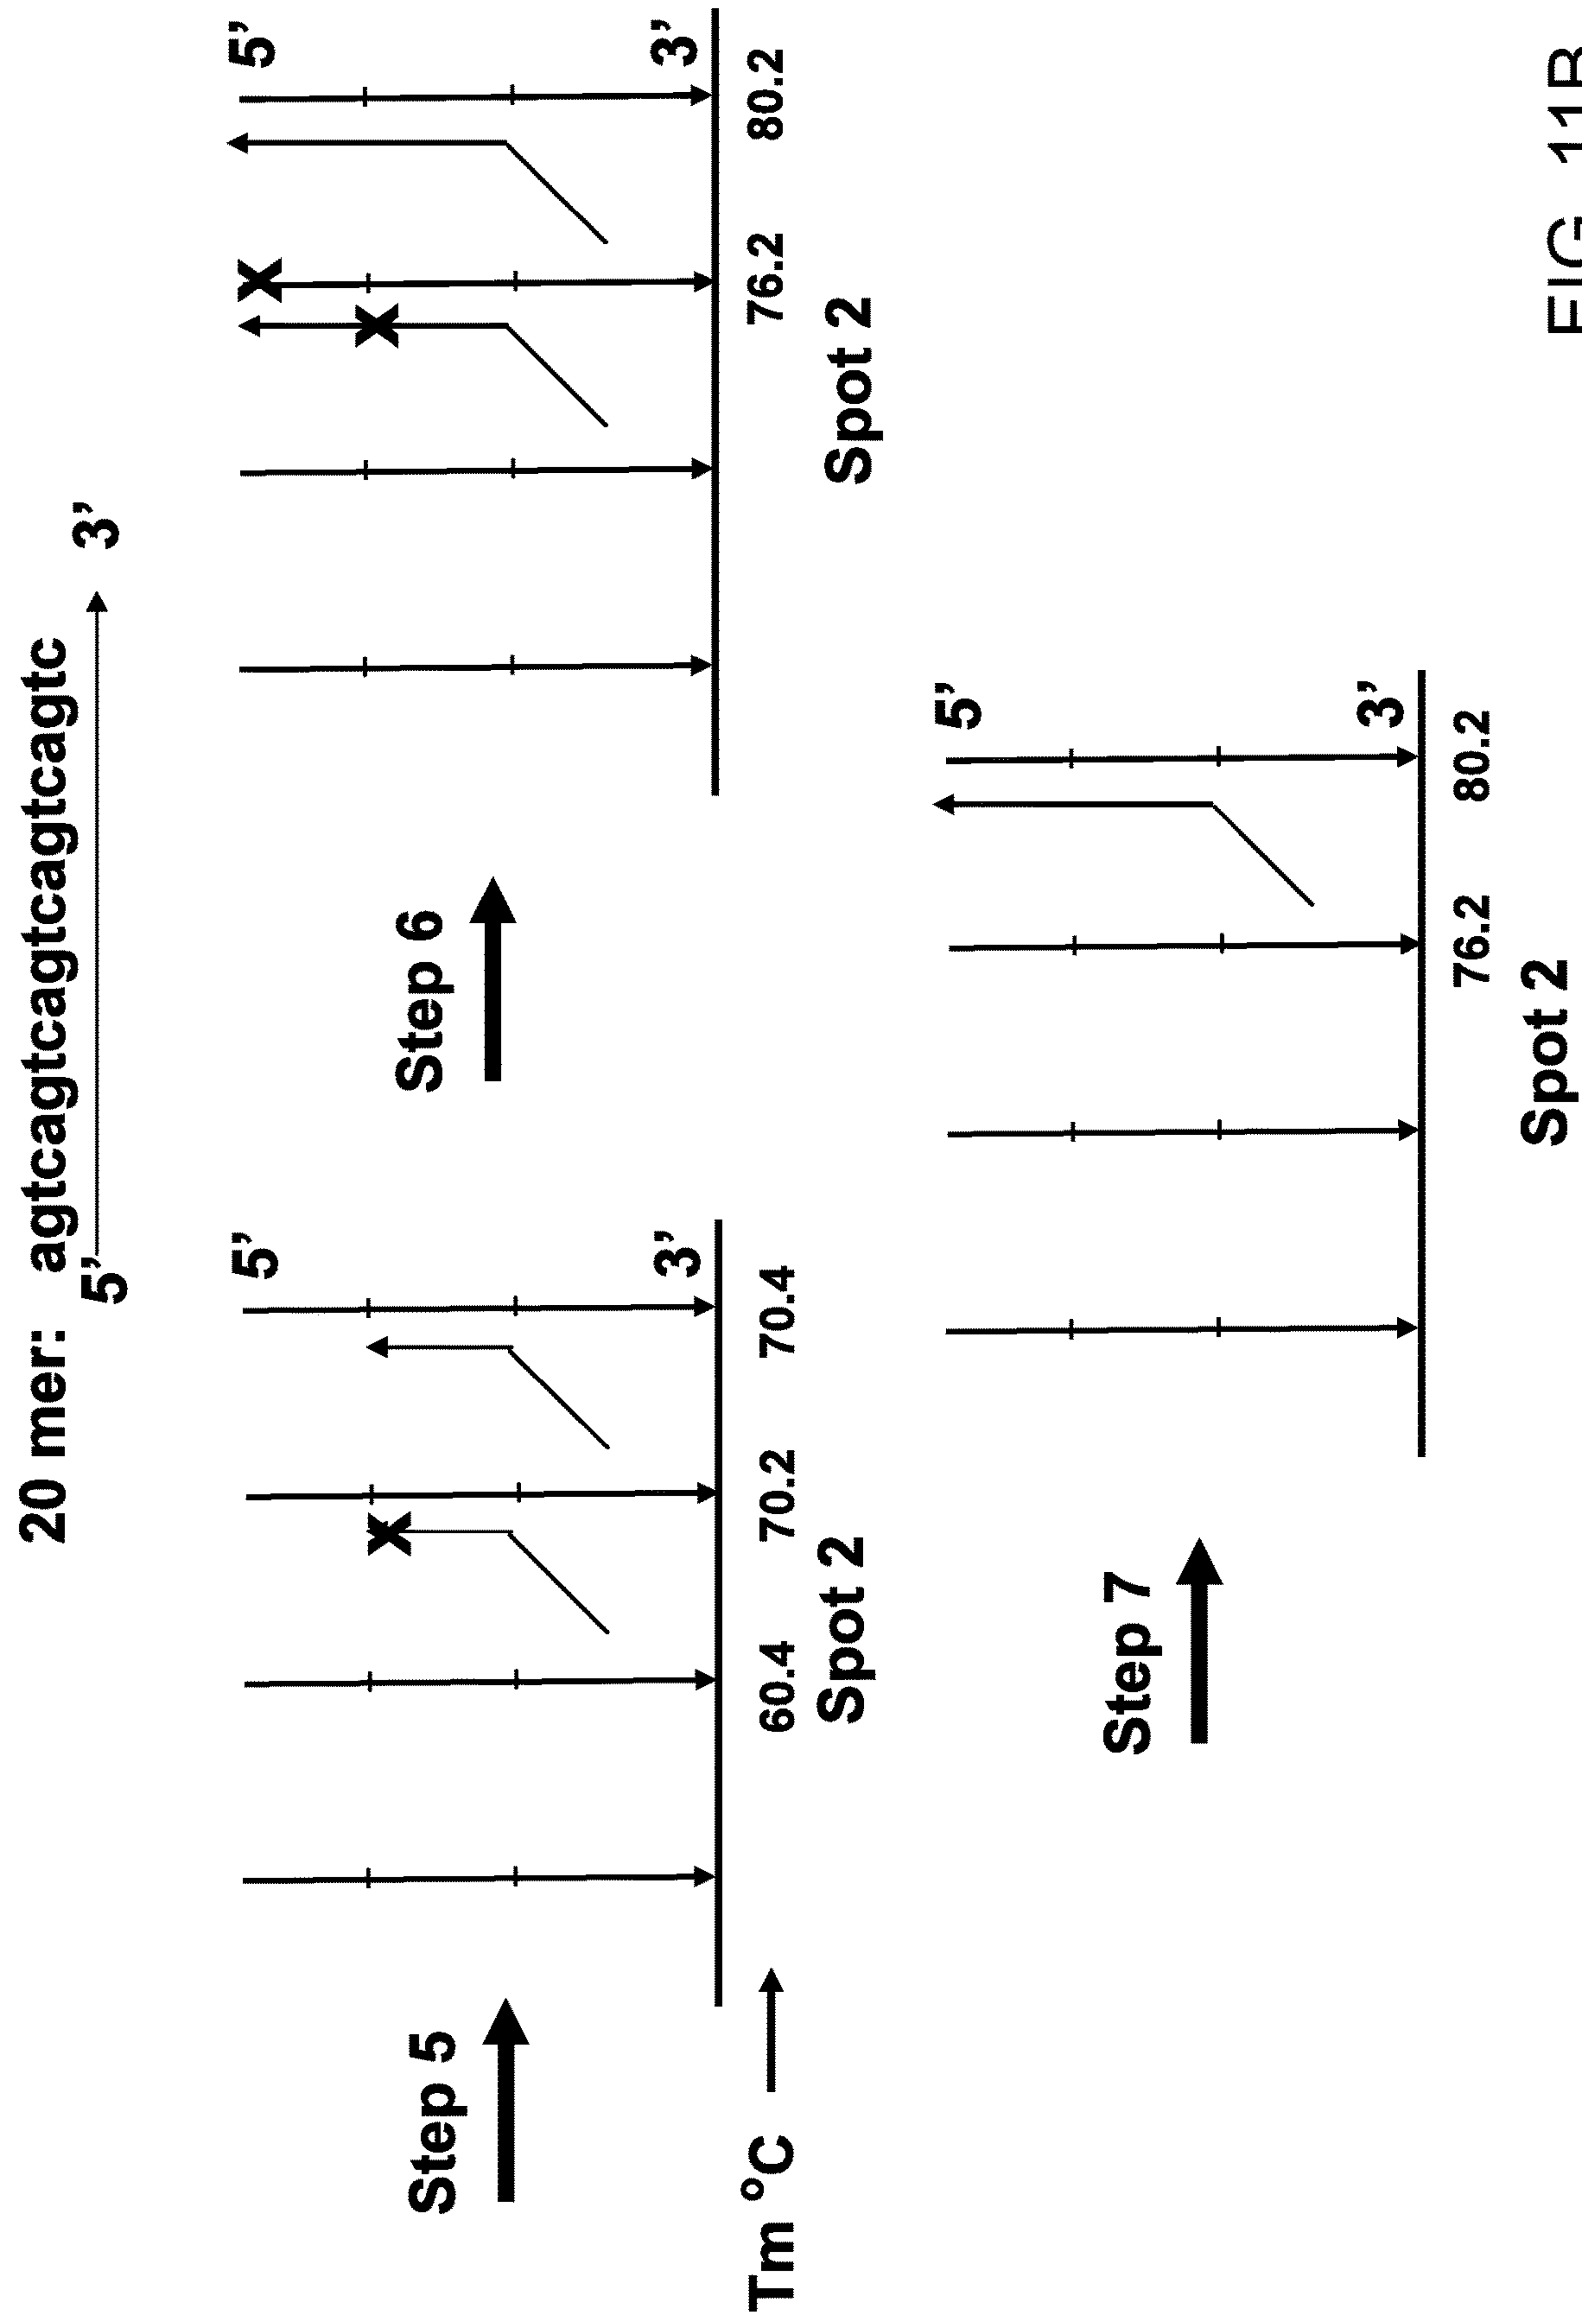 20 mer: agtcagtcagtcagtcagtc
5’ 3’
Step 5
5’
3’
Tm °C
60.4 70.2 70.4
Spot 2
Step 6
5’
3’
76.2 80.2
Spot 2
Step 7
5’
3’
76.2 80.2
Spot 2
FIG 11B